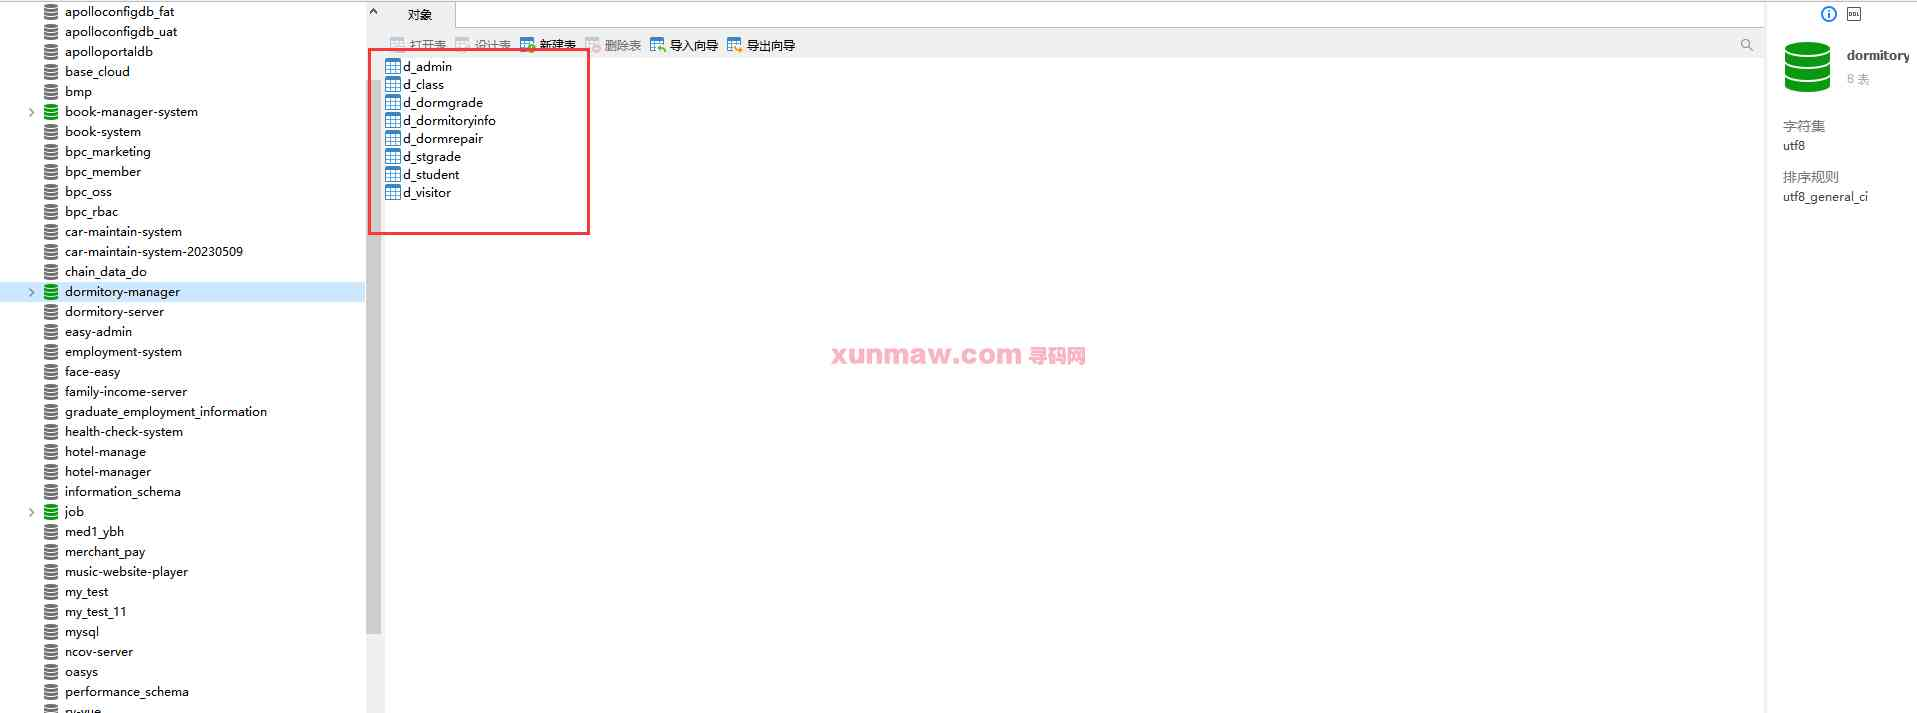 apolloconfigdb_fat
apolloconfigdb_uat
apolloportaldb
base_cloud
bmp
book-manager-system
book-system
bpc_marketing
bpc_member
bpc_oss
bpc_rbac
car-maintain-system
car-maintain-system-20230509
chain_data_do
dormitory-manager
dormitory-server
easy-admin
employment-system
face-easy
family-income-server
graduate_employment_information
health-check-system
hotel-manage
hotel-manager
information_schema
job
med1_ybh
merchant_pay
music-website-player
my_test
my_test_11
mysql
ncov-server
oasys
performance_schema
ry-vue
对象
打开表 设计表 新建表 删除表 导入向导 导出向导
d_admin
d_class
d_dormgrade
d_dormitoryinfo
d_dormrepair
d_stgrade
d_student
d_visitor
xunmaw.com 寻码网
DDL
dormitory
8 表
字符集
utf8
排序规则
utf8_general_ci